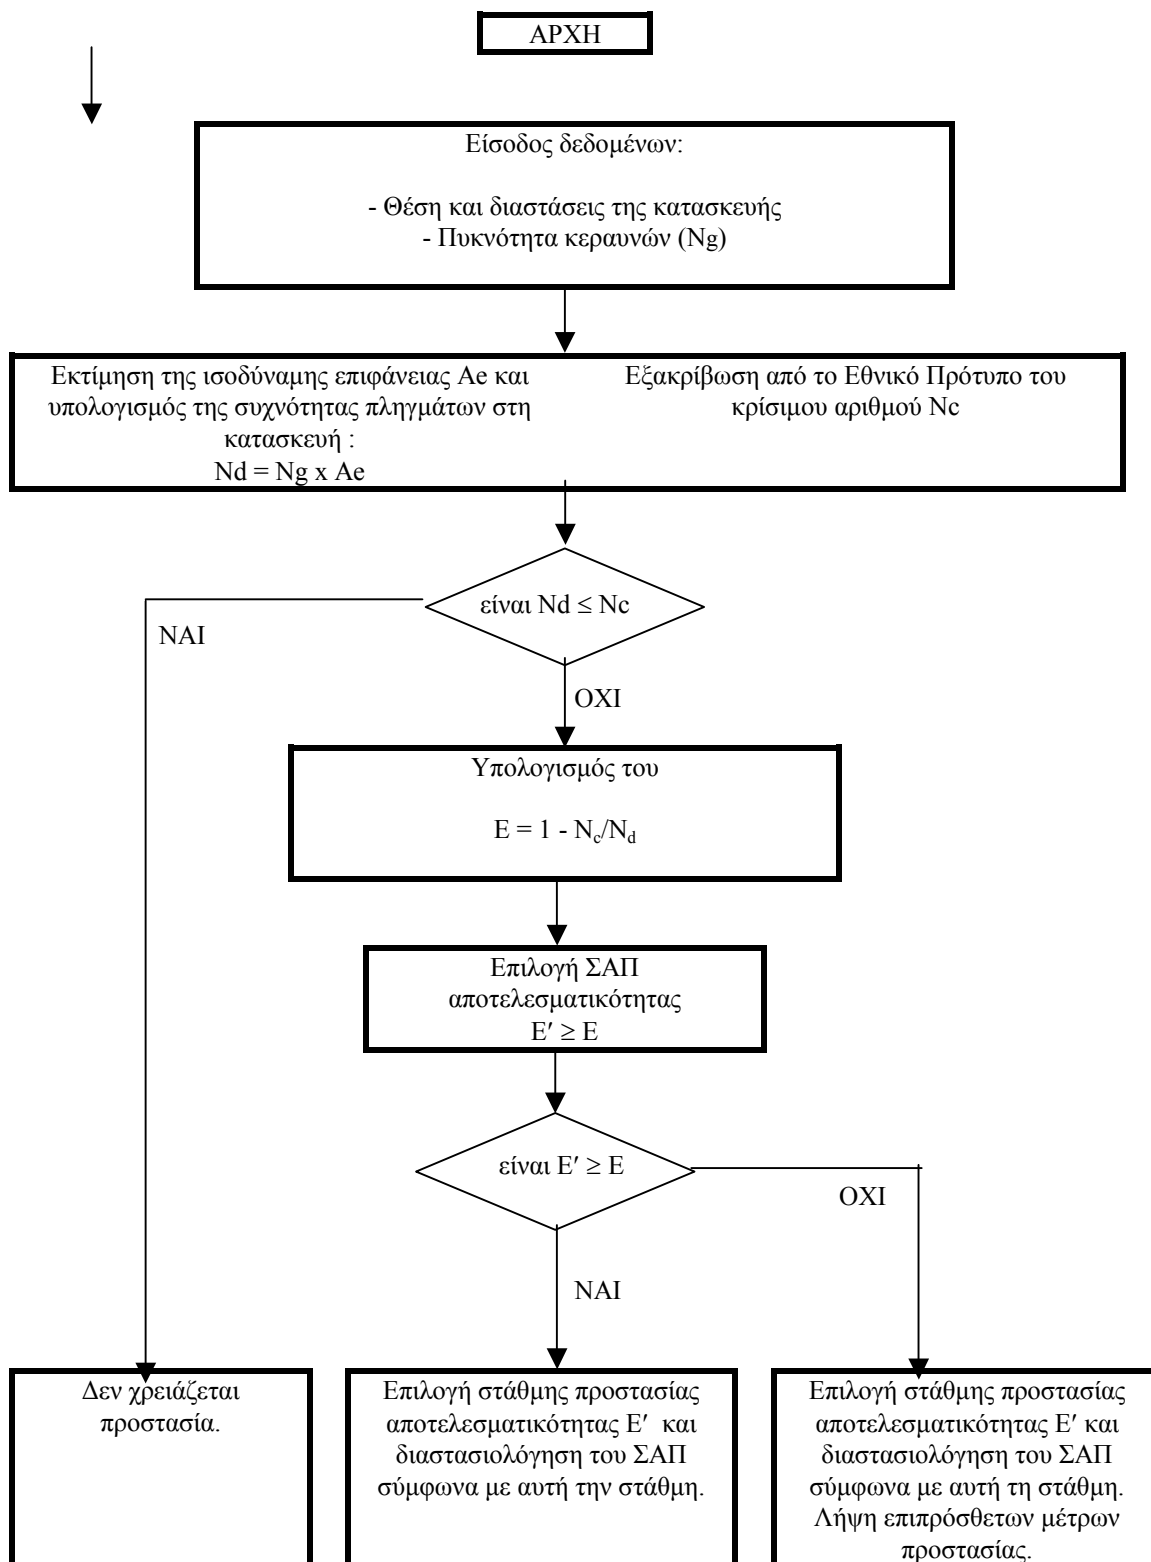 ΑΡΧΗ
Είσοδος δεδομένων:
- Θέση και διαστάσεις της κατασκευής
- Πυκνότητα κεραυνών (Ng)
Εκτίμηση της ισοδύναμης επιφάνειας Ae και
υπολογισμός της συχνότητας πληγμάτων στη
κατασκευή :
Nd = Ng x Ae
Εξακρίβωση από το Εθνικό Πρότυπο του
κρίσιμου αριθμού Nc
είναι Nd ≤ Nc
ΝΑΙ
ΟΧΙ
Υπολογισμός του
E = 1 - N_c/N_d
Επιλογή ΣΑΠ
αποτελεσματικότητας
E′ ≥ E
είναι E′ ≥ E
ΟΧΙ
ΝΑΙ
Δεν χρειάζεται
προστασία.
Επιλογή στάθμης προστασίας
αποτελεσματικότητας E′ και
διαστασιολόγηση του ΣΑΠ
σύμφωνα με αυτή την στάθμη.
Επιλογή στάθμης προστασίας
αποτελεσματικότητας E′ και
διαστασιολόγηση του ΣΑΠ
σύμφωνα με αυτή τη στάθμη.
Λήψη επιπρόσθετων μέτρων
προστασίας.